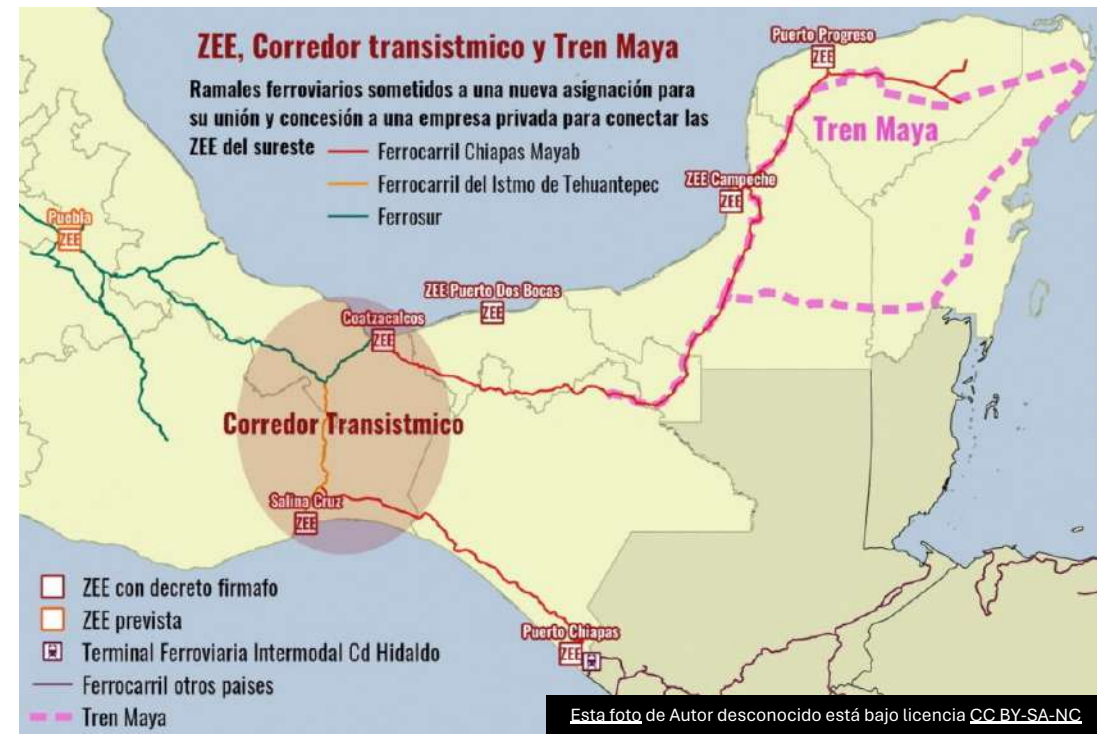 ZEE, Corredor transistmico y Tren Maya
Ramales ferroviarios sometidos a una nueva asignación para
su unión y concesión a una empresa privada para conectar las
ZEE del sureste
Ferrocarril Chiapas Mayab
Ferrocarril del Istmo de Tehuantepec
Ferrosur
Puerto Progreso
ZEE
Tren Maya
ZEE Campeche
ZEE
Puebla
ZEE
ZEE Puerto Dos Bocas
ZEE
Coatzacalcos
ZEE
Corredor Transistmico
Salina Cruz
ZEE
Puerto Chiapas
ZEE
ZEE con decreto firmafo
ZEE prevista
Terminal Ferroviaria Intermodal Cd Hidaldo
Ferrocarril otros paises
Tren Maya
Esta foto de Autor desconocido está bajo licencia CC BY-SA-NC